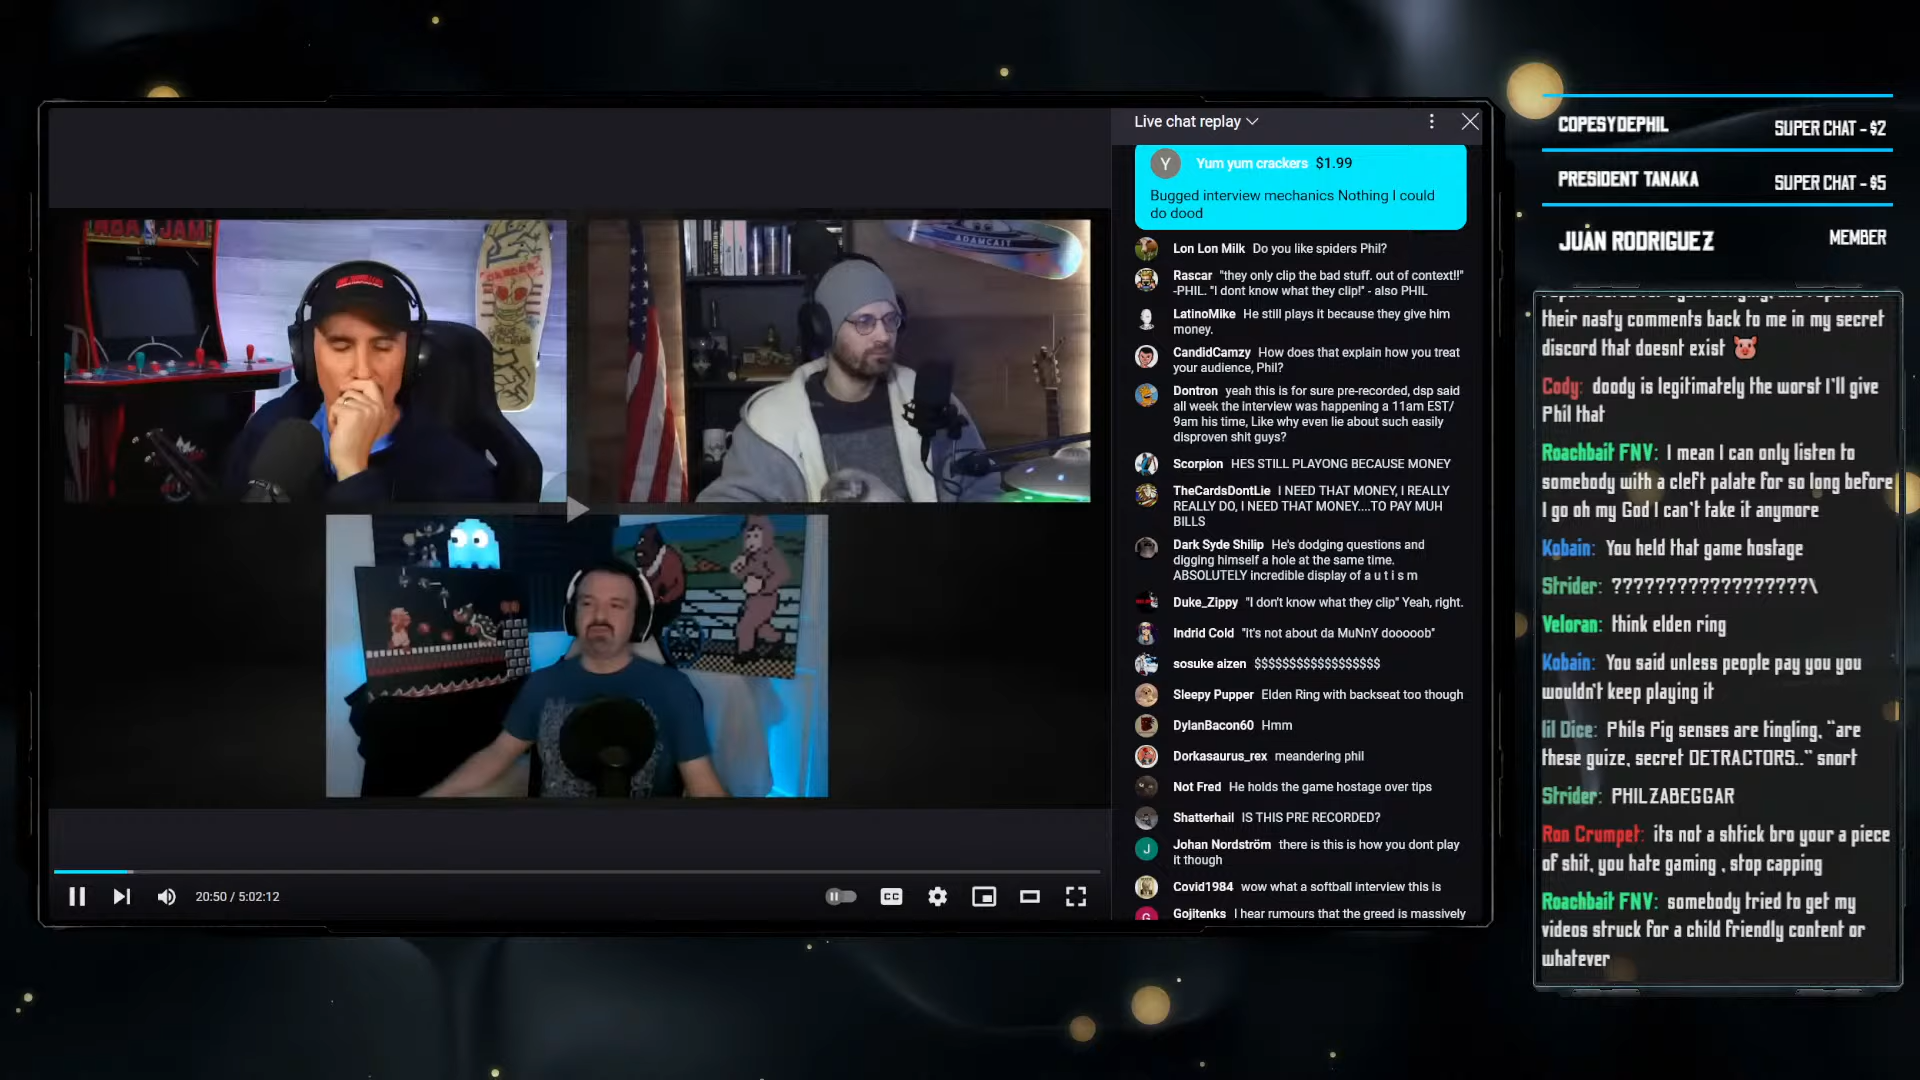 NBA JAM
ADAMCAIT
20:50 / 5:02:12
CC
Live chat replay
Y Yum yum crackers $1.99
Bugged interview mechanics Nothing I could
do dood
Lon Lon Milk Do you like spiders Phil?
Rascar "they only clip the bad stuff. out of context!!"
-PHIL. "I dont know what they clip!" - also PHIL
LatinoMike He still plays it because they give him
money.
CandidCamzy How does that explain how you treat
your audience, Phil?
Dontron yeah this is for sure pre-recorded, dsp said
all week the interview was happening a 11am EST/
9am his time, Like why even lie about such easily
disproven shit guys?
Scorpion HES STILL PLAYONG BECAUSE MONEY
TheCardsDontLie I NEED THAT MONEY, I REALLY
REALLY DO, I NEED THAT MONEY....TO PAY MUH
BILLS
Dark Syde Shilip He's dodging questions and
digging himself a hole at the same time.
ABSOLUTELY incredible display of a u t i s m
Duke_Zippy "I don't know what they clip" Yeah, right.
Indrid Cold "it's not about da MuNnY dooooob"
sosuke aizen $$$$$$$$$$$$$$$$$$
Sleepy Pupper Elden Ring with backseat too though
DylanBacon60 Hmm
Dorkasaurus_rex meandering phil
Not Fred He holds the game hostage over tips
Shatterhail IS THIS PRE RECORDED?
J Johan Nordström there is this is how you dont play
it though
Covid1984 wow what a softball interview this is
G Gojitenks I hear rumours that the greed is massively
COPESYDEPHIL SUPER CHAT - $2
PRESIDENT TANAKA SUPER CHAT - $5
JUAN RODRIGUEZ MEMBER
their nasty comments back to me in my secret
discord that doesnt exist 🐷
Cody: doody is legitimately the worst I'll give
Phil that
Roachbait FNV: I mean I can only listen to
somebody with a cleft palate for so long before
I go oh my God I can't take it anymore
Kobain: You held that game hostage
Strider: ??????????????????\
Veloran: think elden ring
Kobain: You said unless people pay you you
wouldn't keep playing it
lil Dice: Phils Pig senses are tingling, "are
these guize, secret DETRACTORS.." snort
Strider: PHILZABEGGAR
Ron Crumpet: its not a shtick bro your a piece
of shit, you hate gaming , stop capping
Roachbait FNV: somebody tried to get my
videos struck for a child friendly content or
whatever